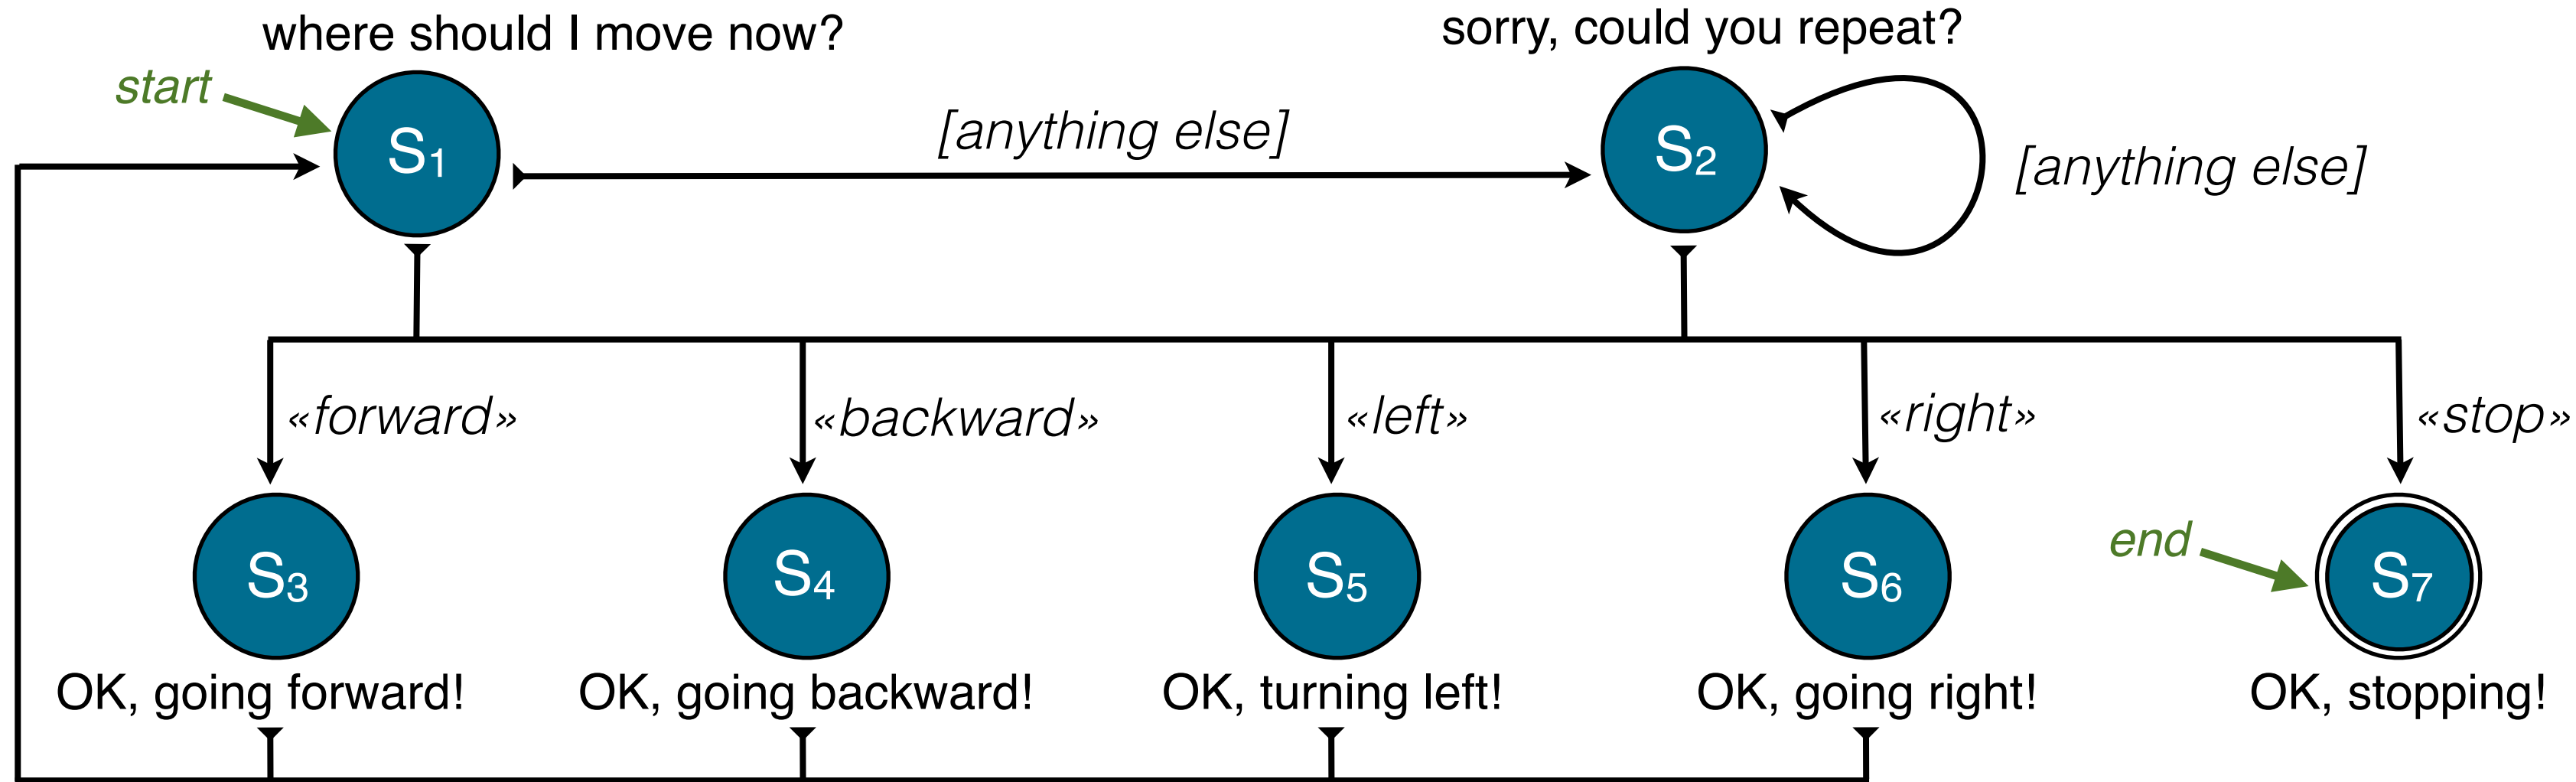 where should I move now?
sorry, could you repeat?
start
S1
[anything else]
S2
[anything else]
«forward»
«backward»
«left»
«right»
«stop»
end
S3
S4
S5
S6
S7
OK, going forward!
OK, going backward!
OK, turning left!
OK, going right!
OK, stopping!